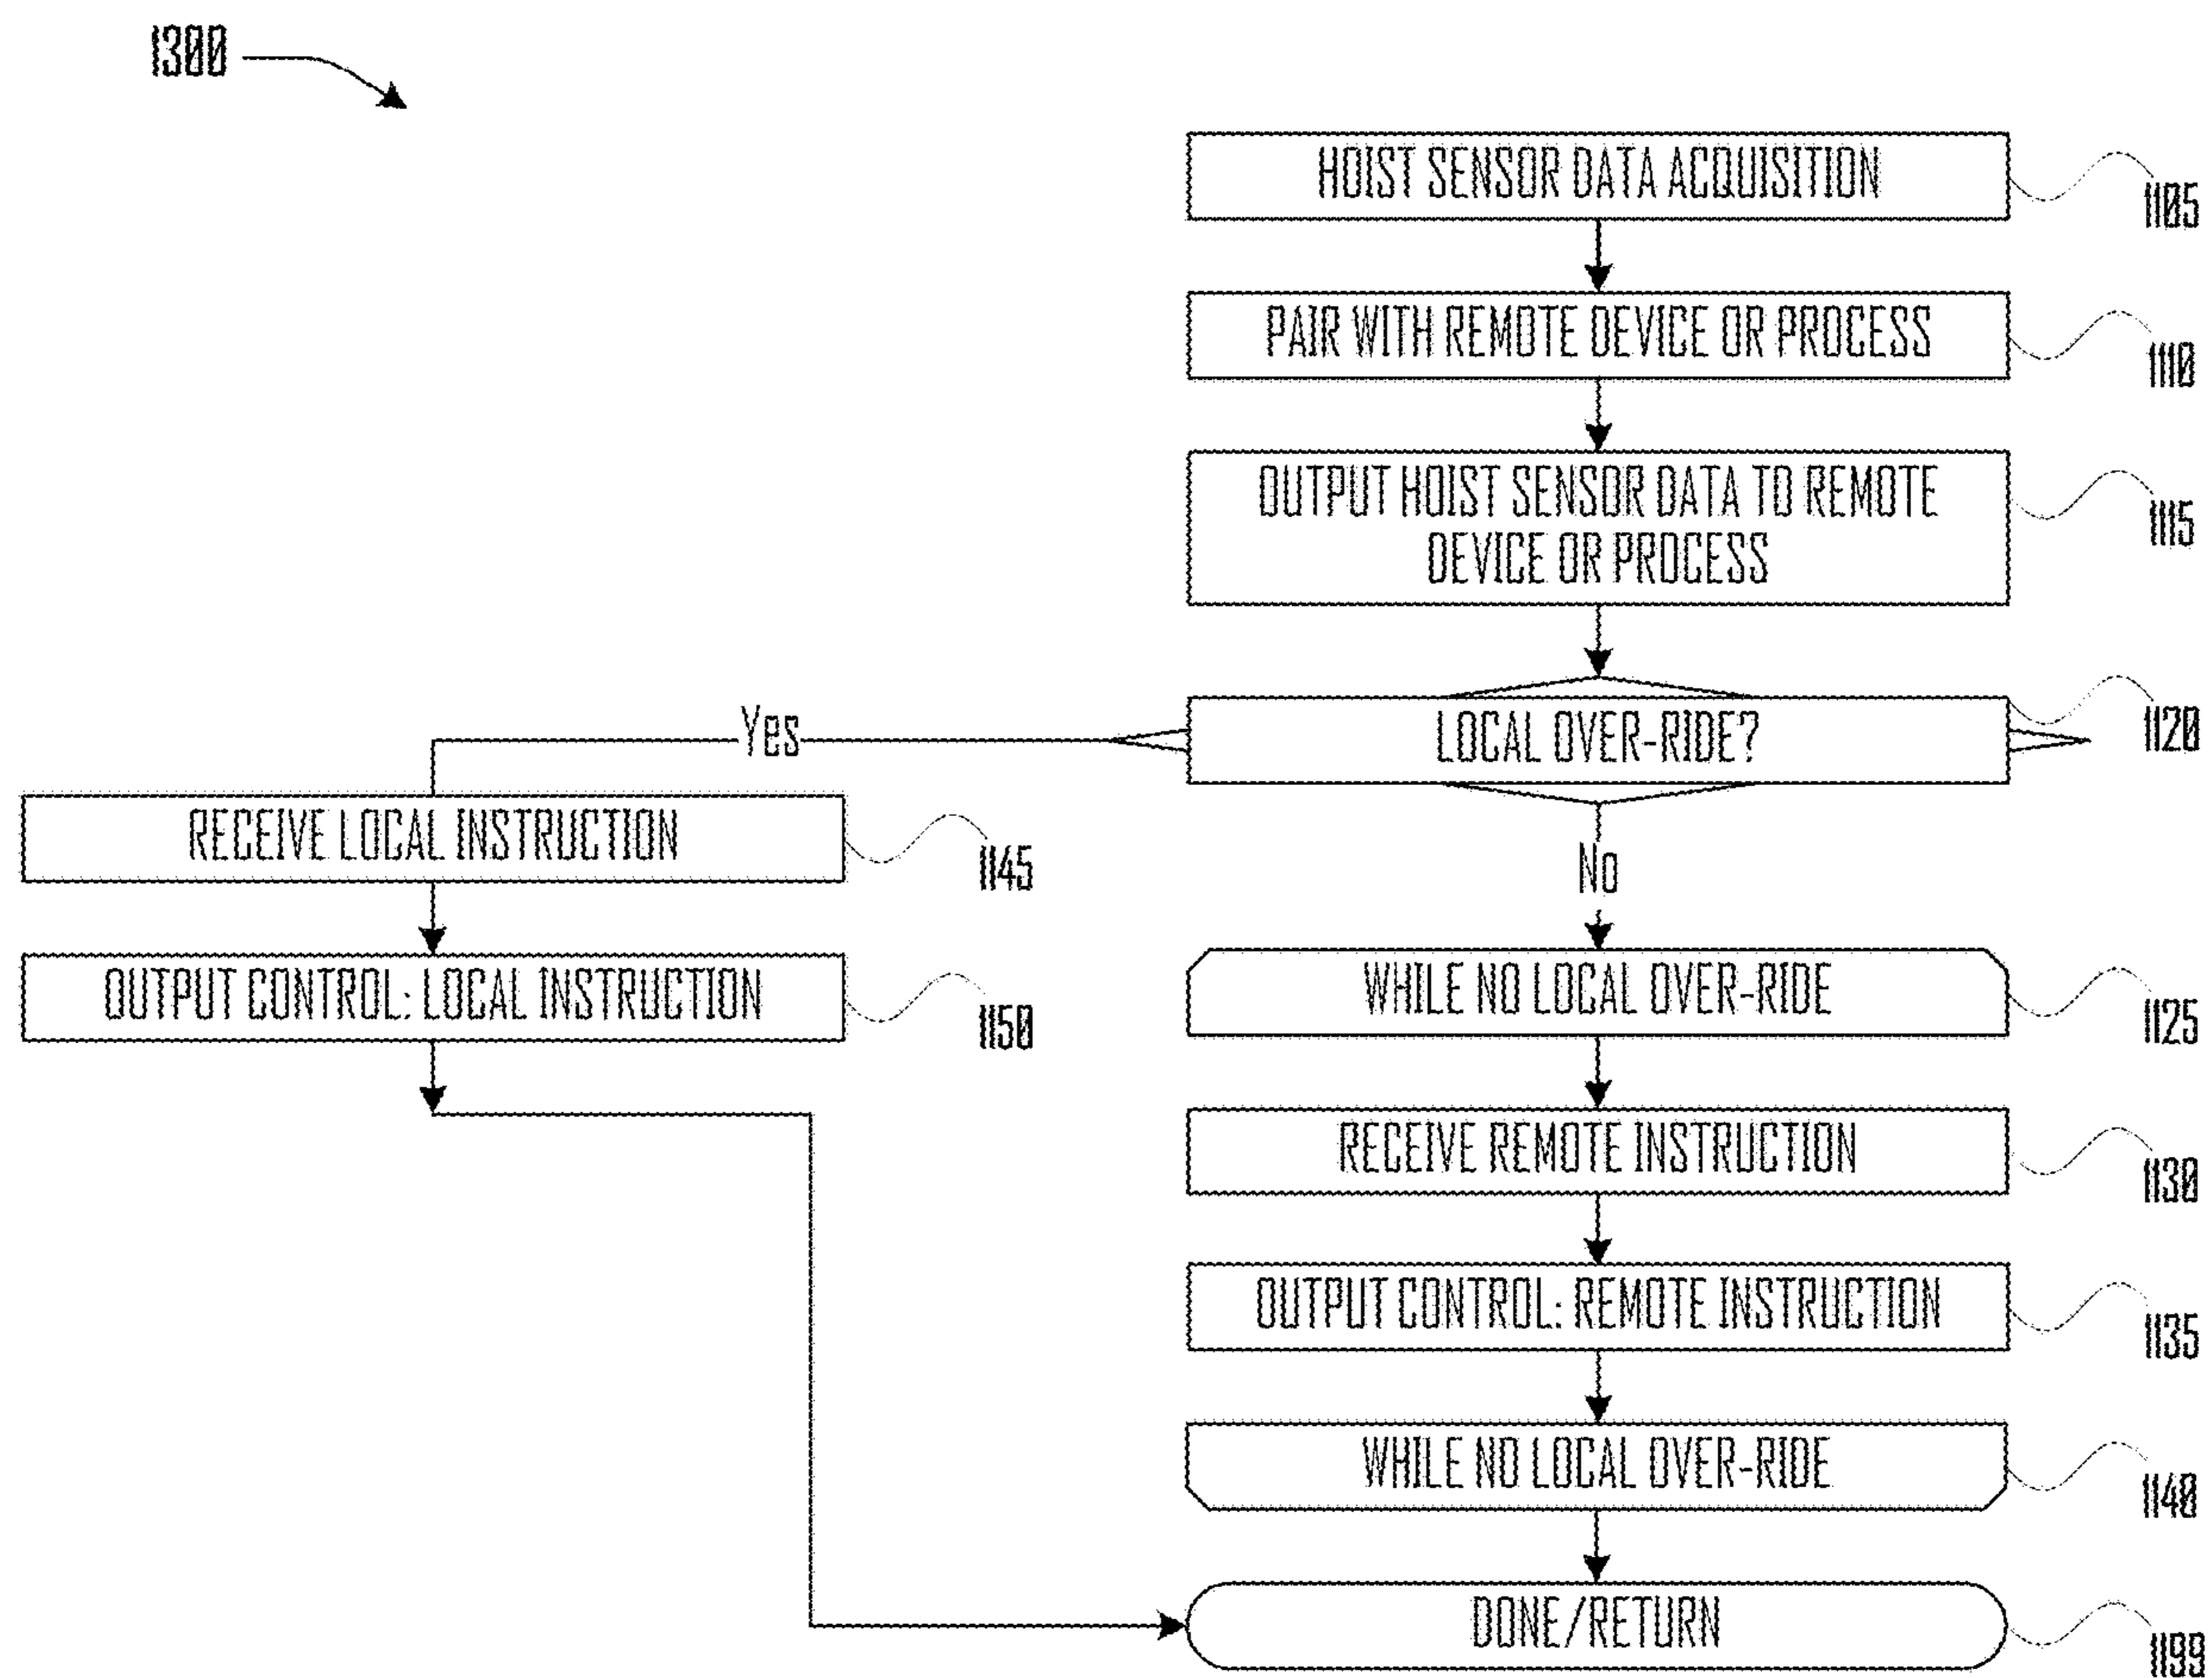 1300
HOIST SENSOR DATA ACQUISITION
1105
PAIR WITH REMOTE DEVICE OR PROCESS
1110
OUTPUT HOIST SENSOR DATA TO REMOTE
DEVICE OR PROCESS
1115
LOCAL OVER-RIDE?
1120
Yes
No
RECEIVE LOCAL INSTRUCTION
1145
OUTPUT CONTROL: LOCAL INSTRUCTION
1150
WHILE NO LOCAL OVER-RIDE
1125
RECEIVE REMOTE INSTRUCTION
1130
OUTPUT CONTROL: REMOTE INSTRUCTION
1135
WHILE NO LOCAL OVER-RIDE
1140
DONE/RETURN
1199